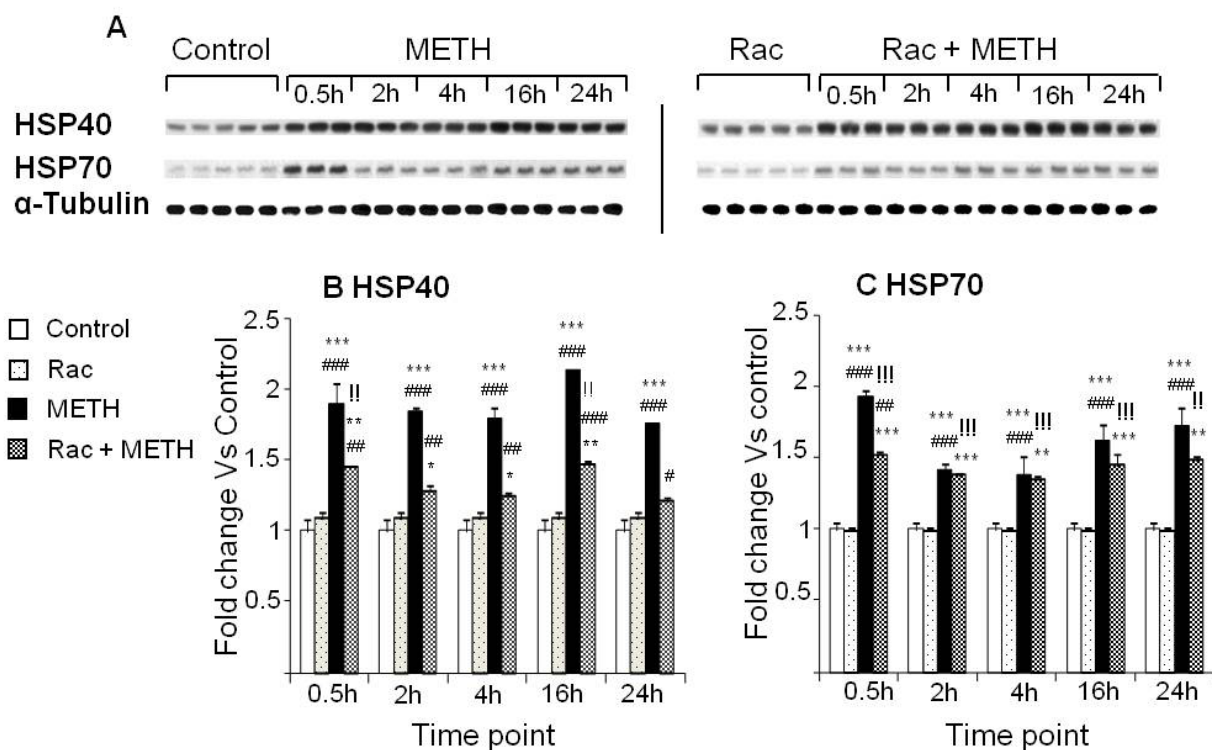 A
Control METH Rac Rac + METH
0.5h 2h 4h 16h 24h 0.5h 2h 4h 16h 24h
HSP40
HSP70
α-Tubulin
Control
Rac
METH
Rac + METH
B HSP40
Fold change Vs Control
2.5
2
1.5
1
0.5
***
###
!!
**
##
***
###
##
*
***
###
##
*
***
###
!!
###
**
***
###
#
0.5h 2h 4h 16h 24h
Time point
C HSP70
Fold change Vs control
2.5
2
1.5
1
0.5
***
### !!!
##
***
***
### !!!
***
***
### !!!
**
***
### !!!
***
***
###
!!
**
0.5h 2h 4h 16h 24h
Time point